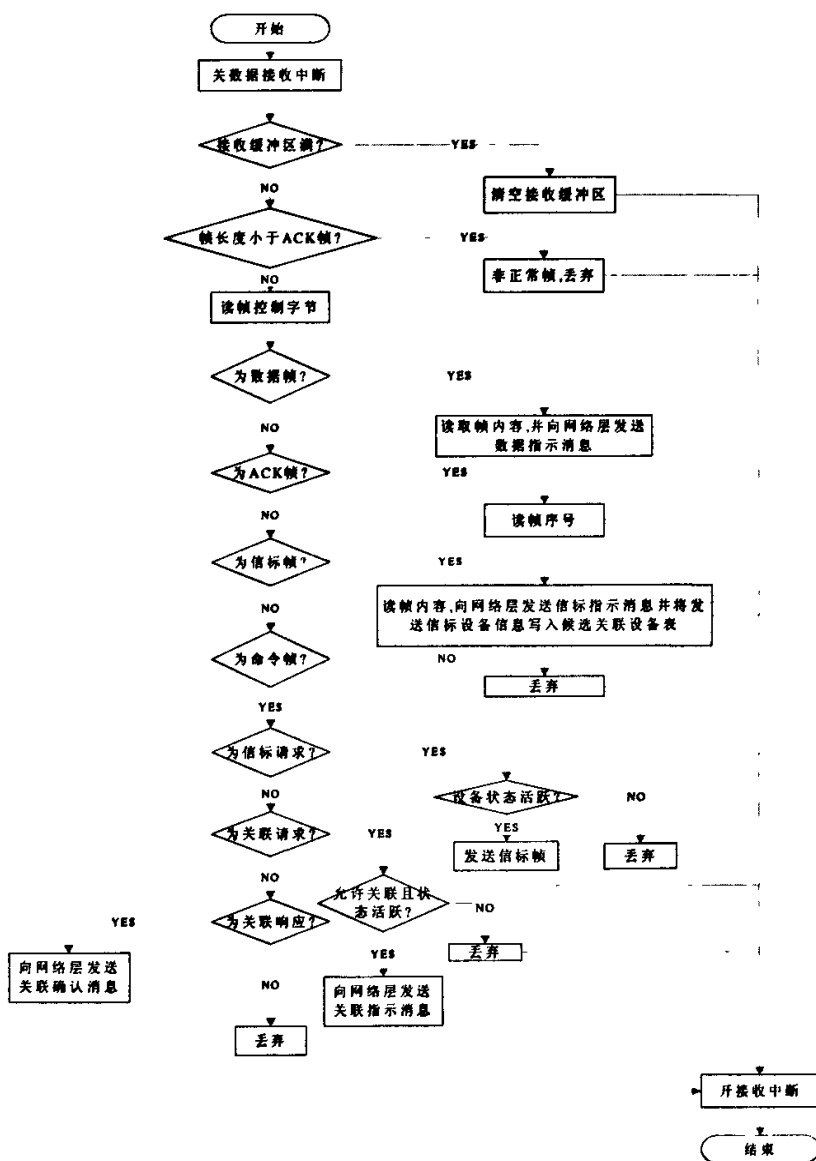 开始
关数据接收中断
接收缓冲区满?
YES
NO
清空接收缓冲区
帧长度小于ACK帧?
YES
NO
非正常帧,丢弃
读帧控制字节
为数据帧?
YES
NO
读取帧内容,并向网络层发送
数据指示消息
为ACK帧?
YES
NO
读帧序号
为信标帧?
YES
NO
读帧内容,向网络层发送信标指示消息并将发
送信标设备信息写入候选关联设备表
为命令帧?
NO
丢弃
YES
为信标请求?
YES
NO
设备状态活跃?
NO
YES
发送信标帧
丢弃
为关联请求?
YES
NO
允许关联且状
态活跃?
NO
丢弃
为关联响应?
YES
YES
向网络层发送
关联确认消息
NO
向网络层发送
关联指示消息
丢弃
开接收中断
结束